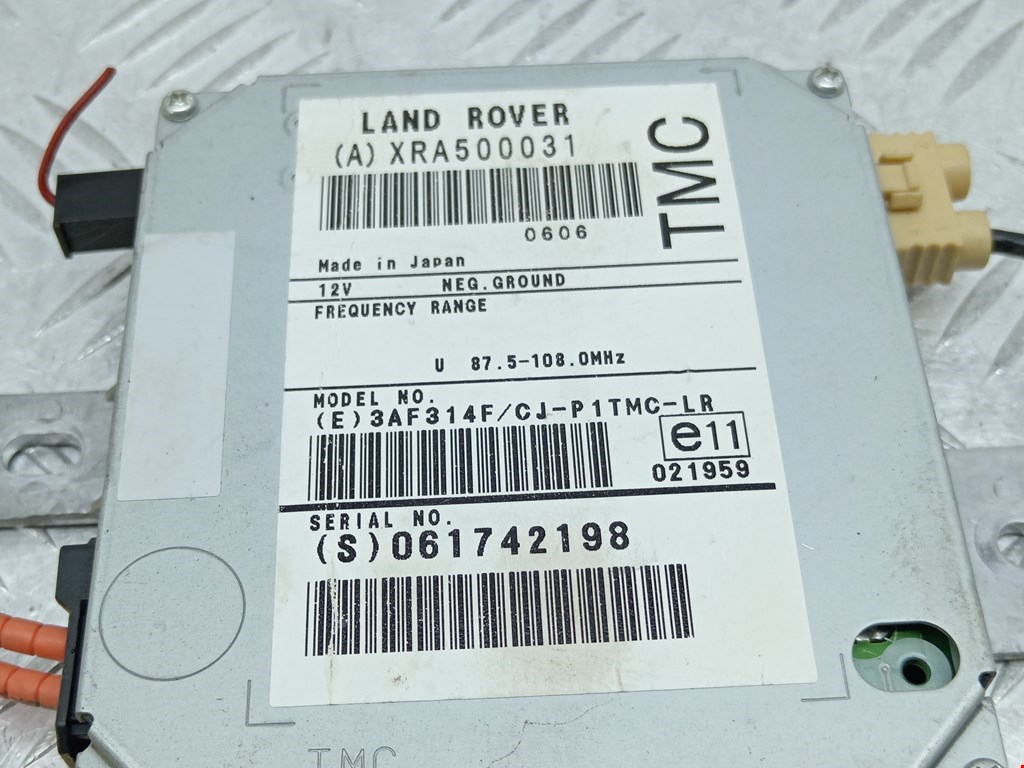 LAND ROVER
(A) XRA500031
TMC
0606
Made in Japan
12V NEG.GROUND
FREQUENCY RANGE
U 87.5-108.0MHz
MODEL NO.
(E)3AF314F/CJ-P1TMC-LR
e11
021959
SERIAL NO.
(S)061742198
TMC